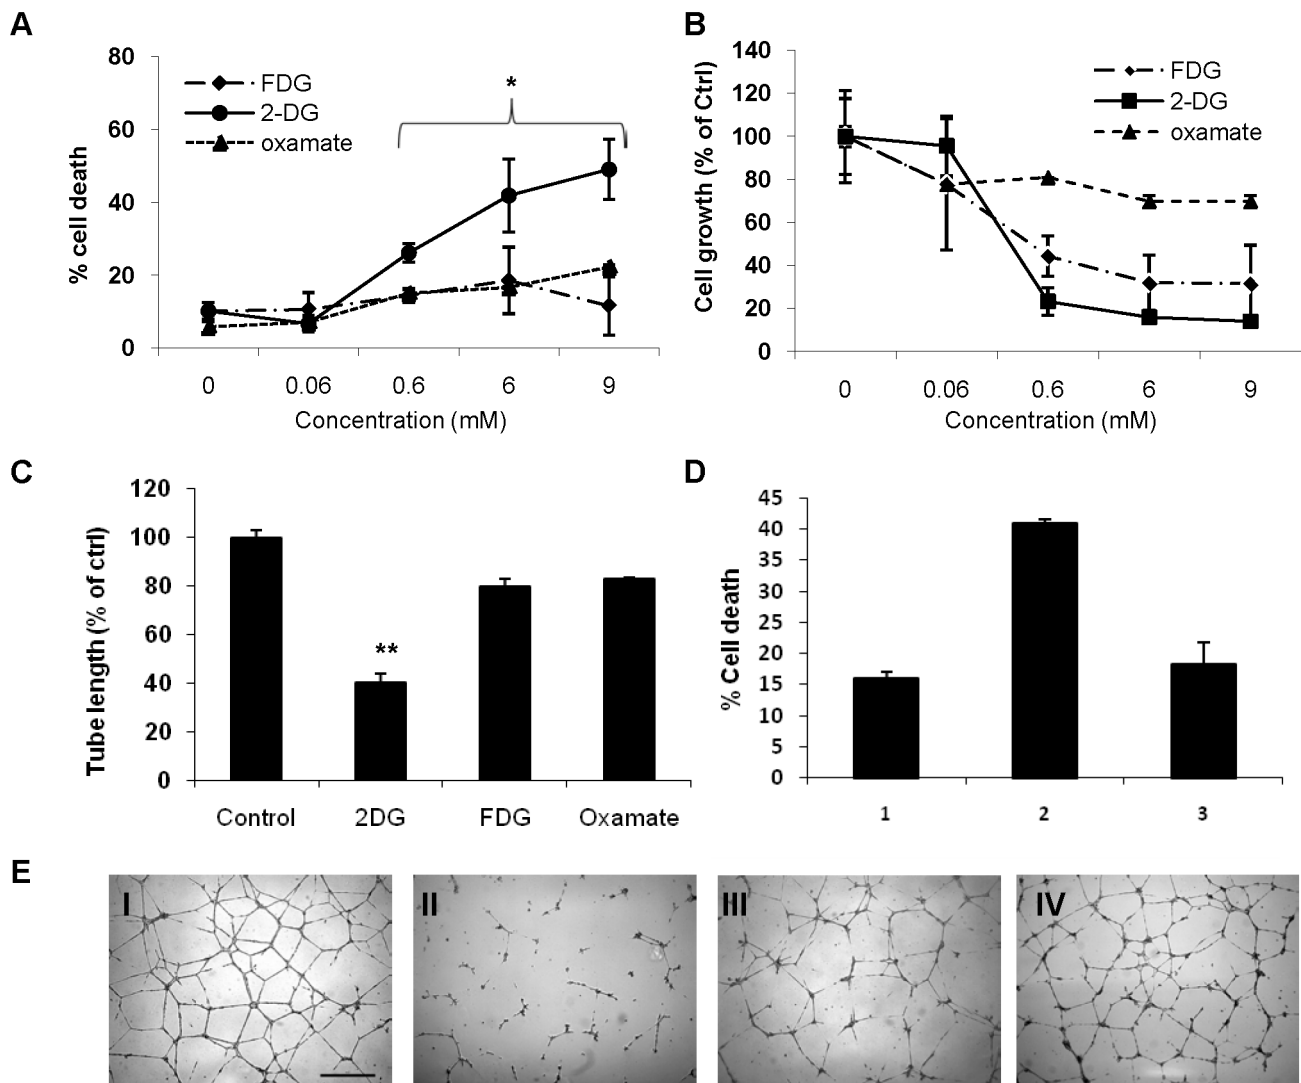 A
% cell death
80
60
40
20
0
FDG
2-DG
oxamate
*
0 0.06 0.6 6 9
Concentration (mM)
B
Cell growth (% of Ctrl)
140
120
100
80
60
40
20
0
FDG
2-DG
oxamate
0 0.06 0.6 6 9
Concentration (mM)
C
Tube length (% of ctrl)
120
100
80
60
40
20
0
**
Control 2DG FDG Oxamate
D
% Cell death
45
40
35
30
25
20
15
10
5
0
1 2 3
E
I II III IV